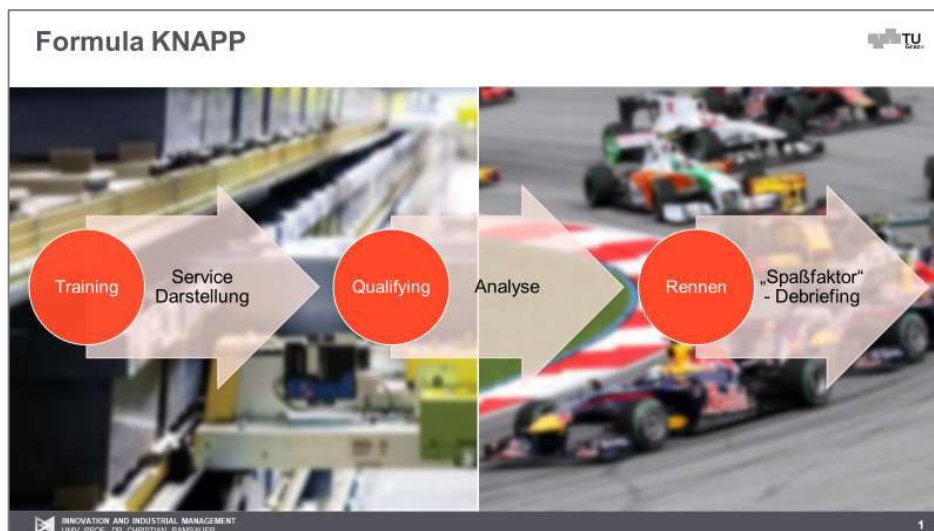 Formula KNAPP
TU
Graz
Training
Service
Darstellung
Qualifying
Analyse
Rennen
„Spaßfaktor“
- Debriefing
INNOVATION AND INDUSTRIAL MANAGEMENT
UNIV. PROF. DR. CHRISTIAN RAMSAUER
1